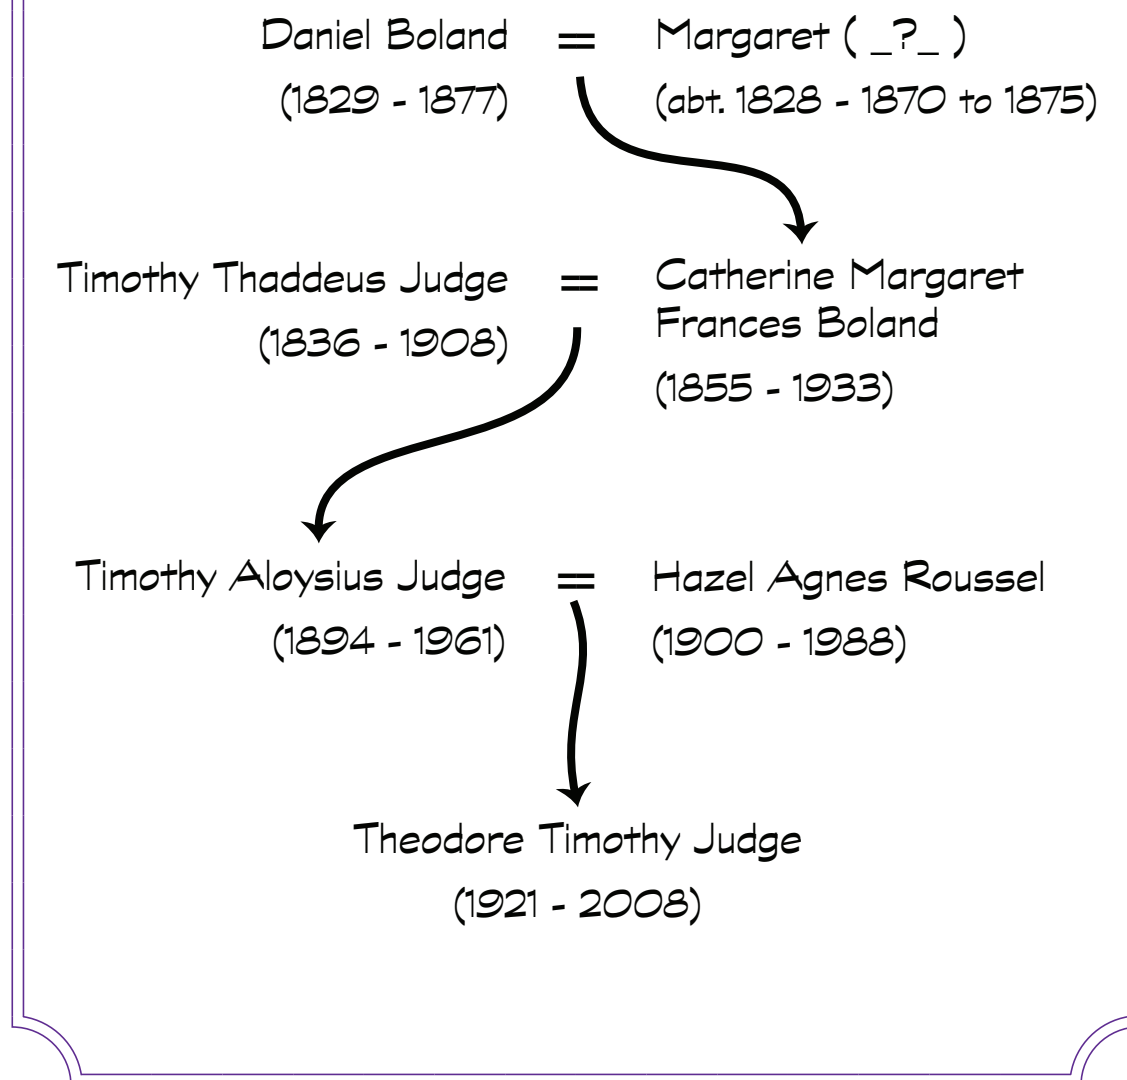 Daniel Boland = Margaret ( _?_ )
(1829 - 1877) (abt. 1828 - 1870 to 1875)
Timothy Thaddeus Judge = Catherine Margaret
Frances Boland
(1836 - 1908)
(1855 - 1933)
Timothy Aloysius Judge = Hazel Agnes Roussel
(1894 - 1961) (1900 - 1988)
Theodore Timothy Judge
(1921 - 2008)